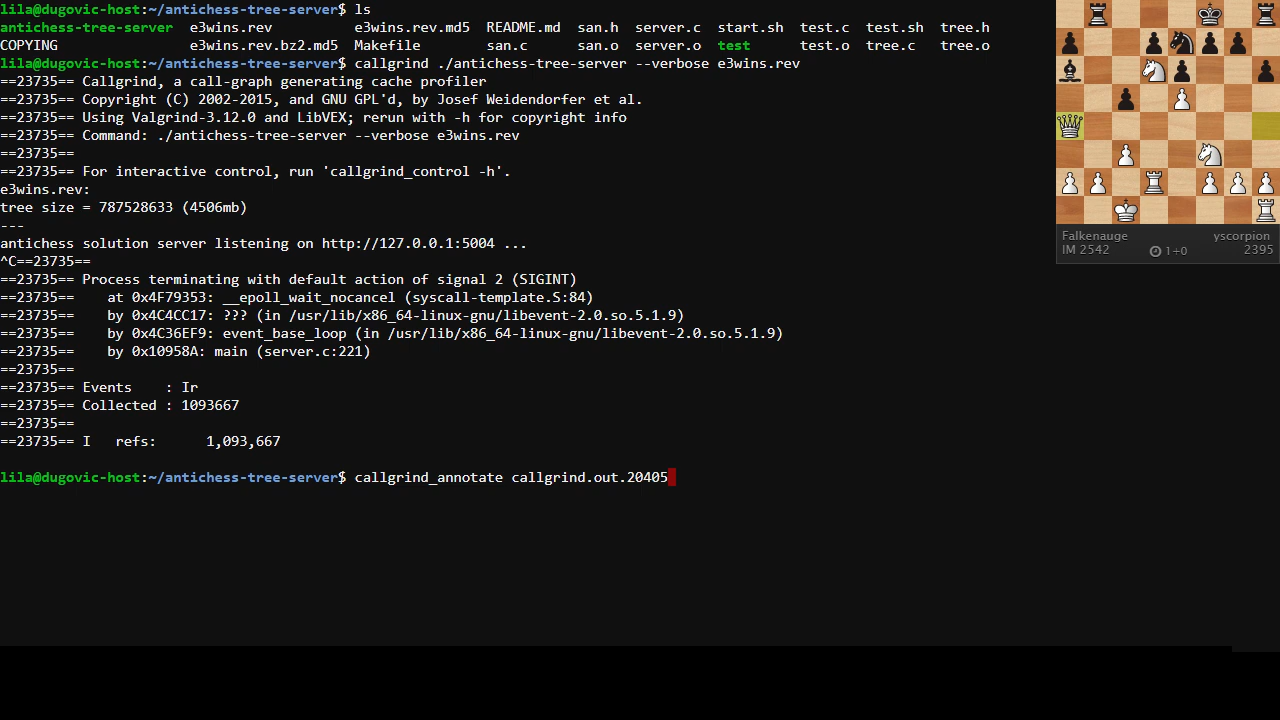 lila@dugovic-host:~/antichess-tree-server$ ls
antichess-tree-server  e3wins.rev          e3wins.rev.md5  README.md  san.h  server.c  start.sh  test.c  test.sh  tree.h
COPYING                e3wins.rev.bz2.md5  Makefile        san.c      san.o  server.o  test      test.o  tree.c   tree.o
lila@dugovic-host:~/antichess-tree-server$ callgrind ./antichess-tree-server --verbose e3wins.rev
==23735== Callgrind, a call-graph generating cache profiler
==23735== Copyright (C) 2002-2015, and GNU GPL'd, by Josef Weidendorfer et al.
==23735== Using Valgrind-3.12.0 and LibVEX; rerun with -h for copyright info
==23735== Command: ./antichess-tree-server --verbose e3wins.rev
==23735==
==23735== For interactive control, run 'callgrind_control -h'.
e3wins.rev:
tree size = 787528633 (4506mb)
---
antichess solution server listening on http://127.0.0.1:5004 ...
^C==23735==
==23735== Process terminating with default action of signal 2 (SIGINT)
==23735==    at 0x4F79353: __epoll_wait_nocancel (syscall-template.S:84)
==23735==    by 0x4C4CC17: ??? (in /usr/lib/x86_64-linux-gnu/libevent-2.0.so.5.1.9)
==23735==    by 0x4C36EF9: event_base_loop (in /usr/lib/x86_64-linux-gnu/libevent-2.0.so.5.1.9)
==23735==    by 0x10958A: main (server.c:221)
==23735==
==23735== Events    : Ir
==23735== Collected : 1093667
==23735==
==23735== I   refs:      1,093,667
lila@dugovic-host:~/antichess-tree-server$ callgrind_annotate callgrind.out.20405
Falkenauge yscorpion
IM 2542 1+0 2395